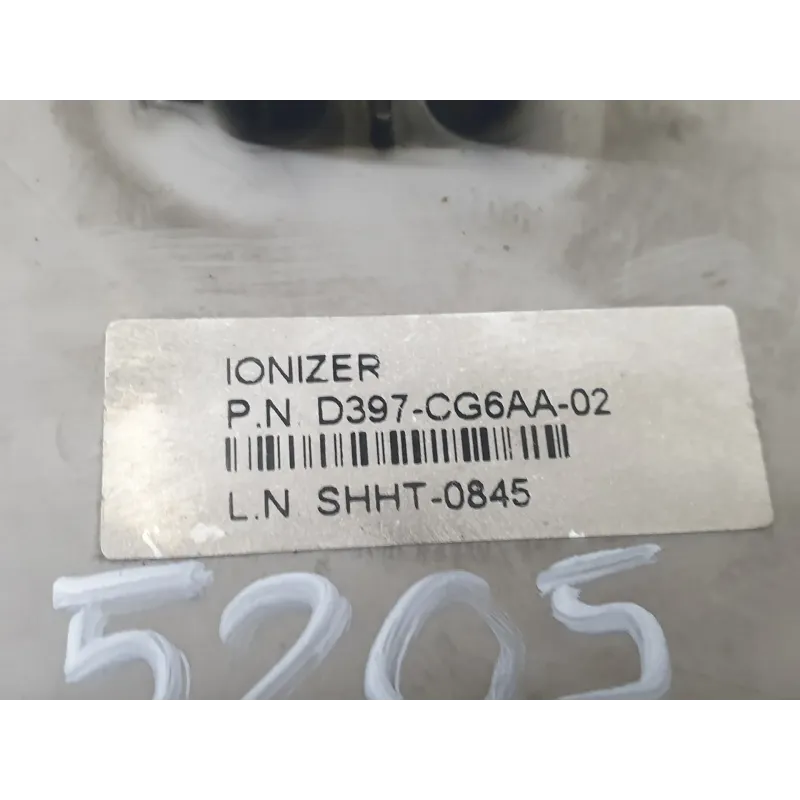 IONIZER
P.N. D397-CG6AA-02
L.N. SHHT-0845
5205